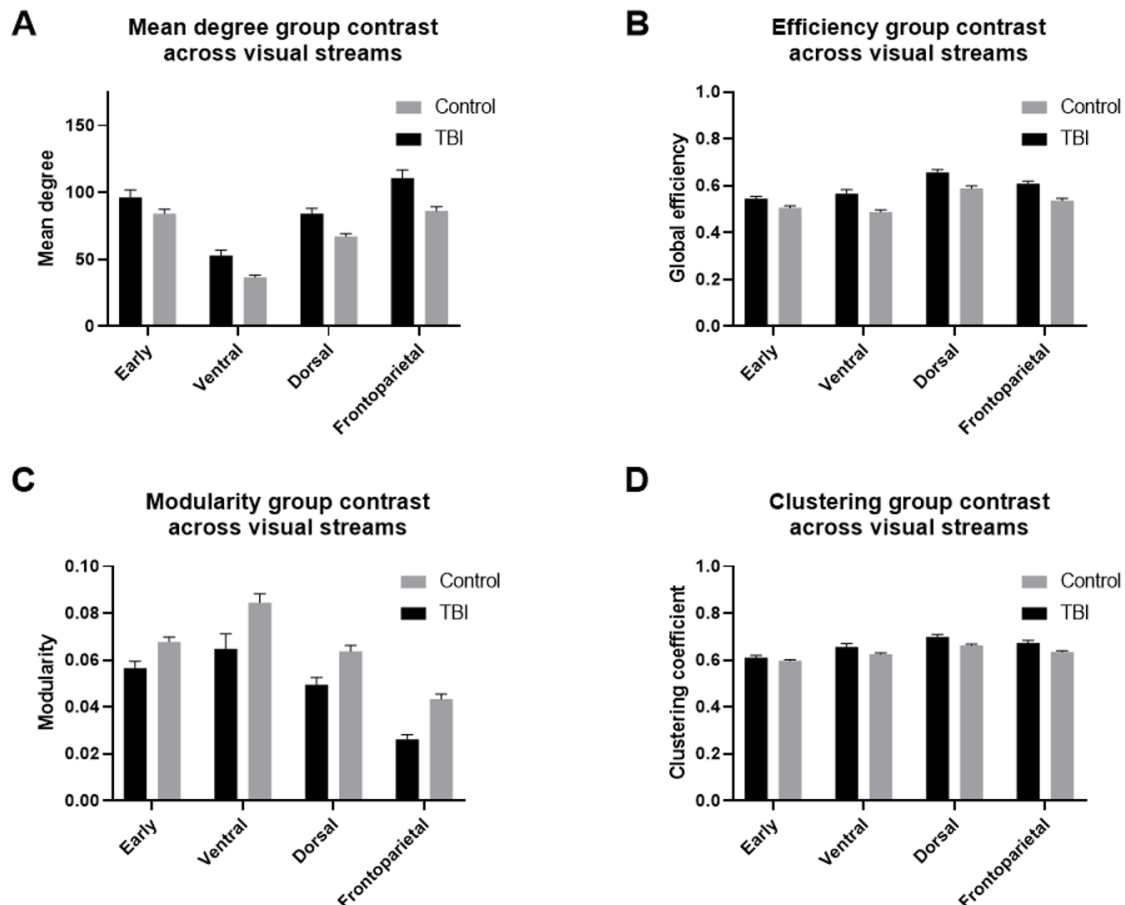 A
Mean degree group contrast
across visual streams
Mean degree
150
100
50
0
Control
TBI
Early
Ventral
Dorsal
Frontoparietal
B
Efficiency group contrast
across visual streams
Global efficiency
1.0
0.8
0.6
0.4
0.2
0.0
Control
TBI
Early
Ventral
Dorsal
Frontoparietal
C
Modularity group contrast
across visual streams
Modularity
0.10
0.08
0.06
0.04
0.02
0.00
Control
TBI
Early
Ventral
Dorsal
Frontoparietal
D
Clustering group contrast
across visual streams
Clustering coefficient
1.0
0.8
0.6
0.4
0.2
0.0
Control
TBI
Early
Ventral
Dorsal
Frontoparietal